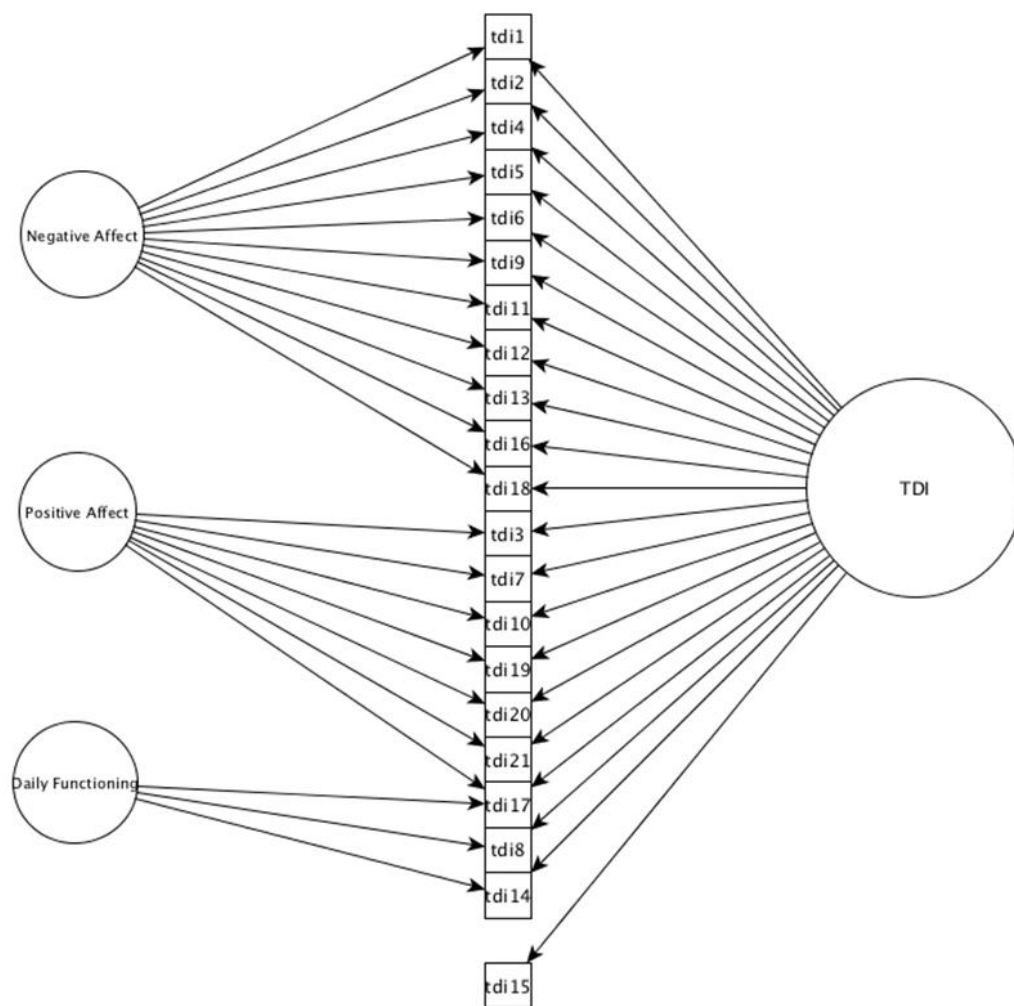 tdi1
tdi2
tdi4
tdi5
tdi6
tdi9
tdi11
tdi12
tdi13
tdi16
tdi18
tdi3
tdi7
tdi10
tdi19
tdi20
tdi21
tdi17
tdi8
tdi14
tdi15
Negative Affect
Positive Affect
Daily Functioning
TDI